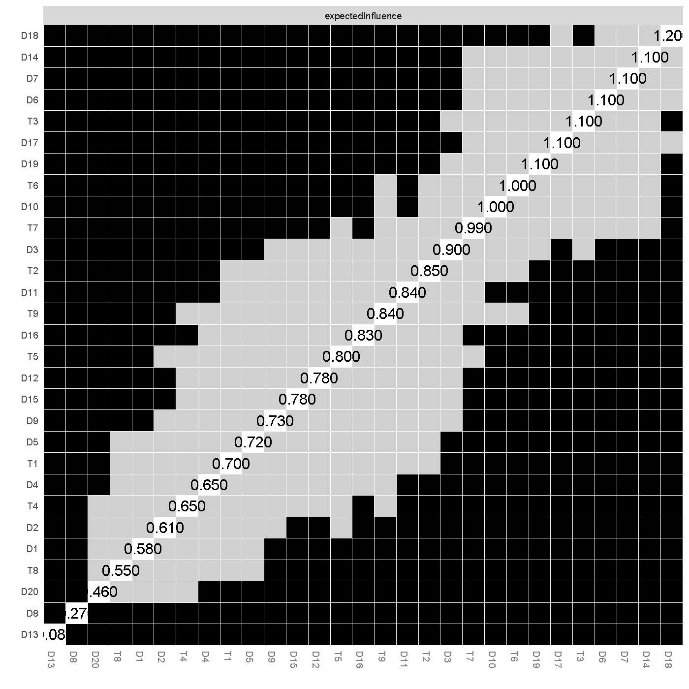 expectedInfluence
D18 1.20
D14 1.100
D7 1.100
D6 1.100
T3 1.100
D17 1.100
D19 1.100
T6 1.000
D10 1.000
T7 0.990
D3 0.900
T2 0.850
D11 0.840
T9 0.840
D16 0.830
T5 0.800
D12 0.780
D15 0.780
D9 0.730
D5 0.720
T1 0.700
D4 0.650
T4 0.650
D2 0.610
D1 0.580
T8 0.550
D20 .460
D8 .27
D13 .08
D13 D8 D20 T8 D1 D2 T4 D4 T1 D5 D9 D15 D12 T5 D16 T9 D11 T2 D3 T7 D10 T6 D19 D17 T3 D6 D7 D14 D18